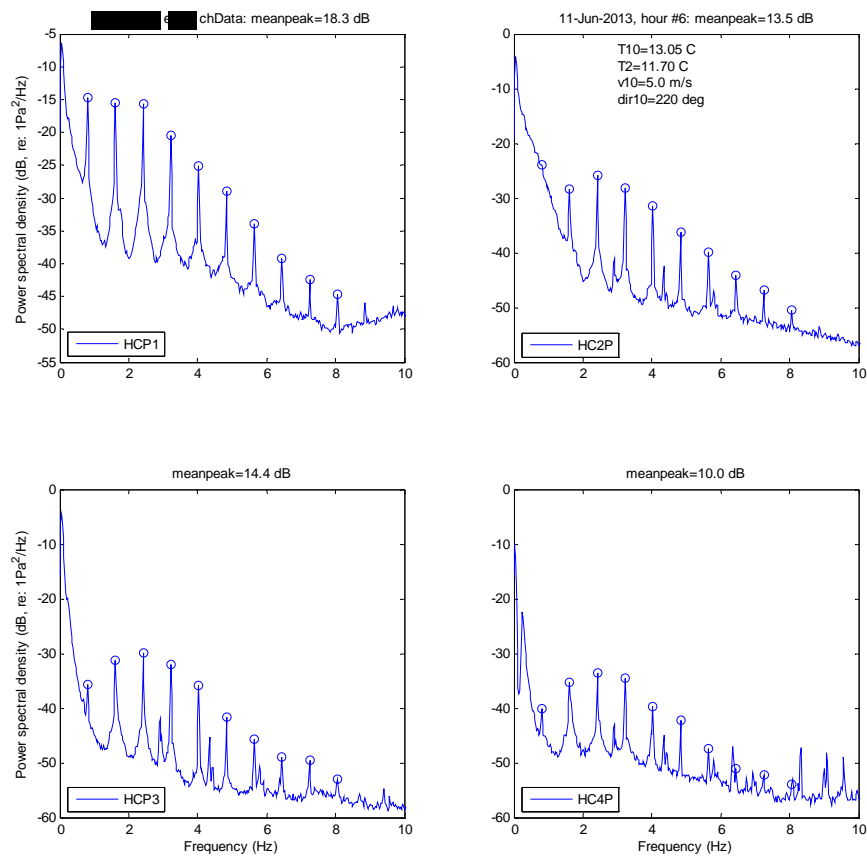 e chData: meanpeak=18.3 dB
Power spectral density (dB, re: 1Pa²/Hz)
-5
-10
-15
-20
-25
-30
-35
-40
-45
-50
-55
HCP1
0 2 4 6 8 10
11-Jun-2013, hour #6: meanpeak=13.5 dB
T10=13.05 C
T2=11.70 C
v10=5.0 m/s
dir10=220 deg
0
-10
-20
-30
-40
-50
-60
HC2P
0 2 4 6 8 10
meanpeak=14.4 dB
Power spectral density (dB, re: 1Pa²/Hz)
0
-10
-20
-30
-40
-50
-60
HCP3
0 2 4 6 8 10
Frequency (Hz)
meanpeak=10.0 dB
0
-10
-20
-30
-40
-50
-60
HC4P
0 2 4 6 8 10
Frequency (Hz)